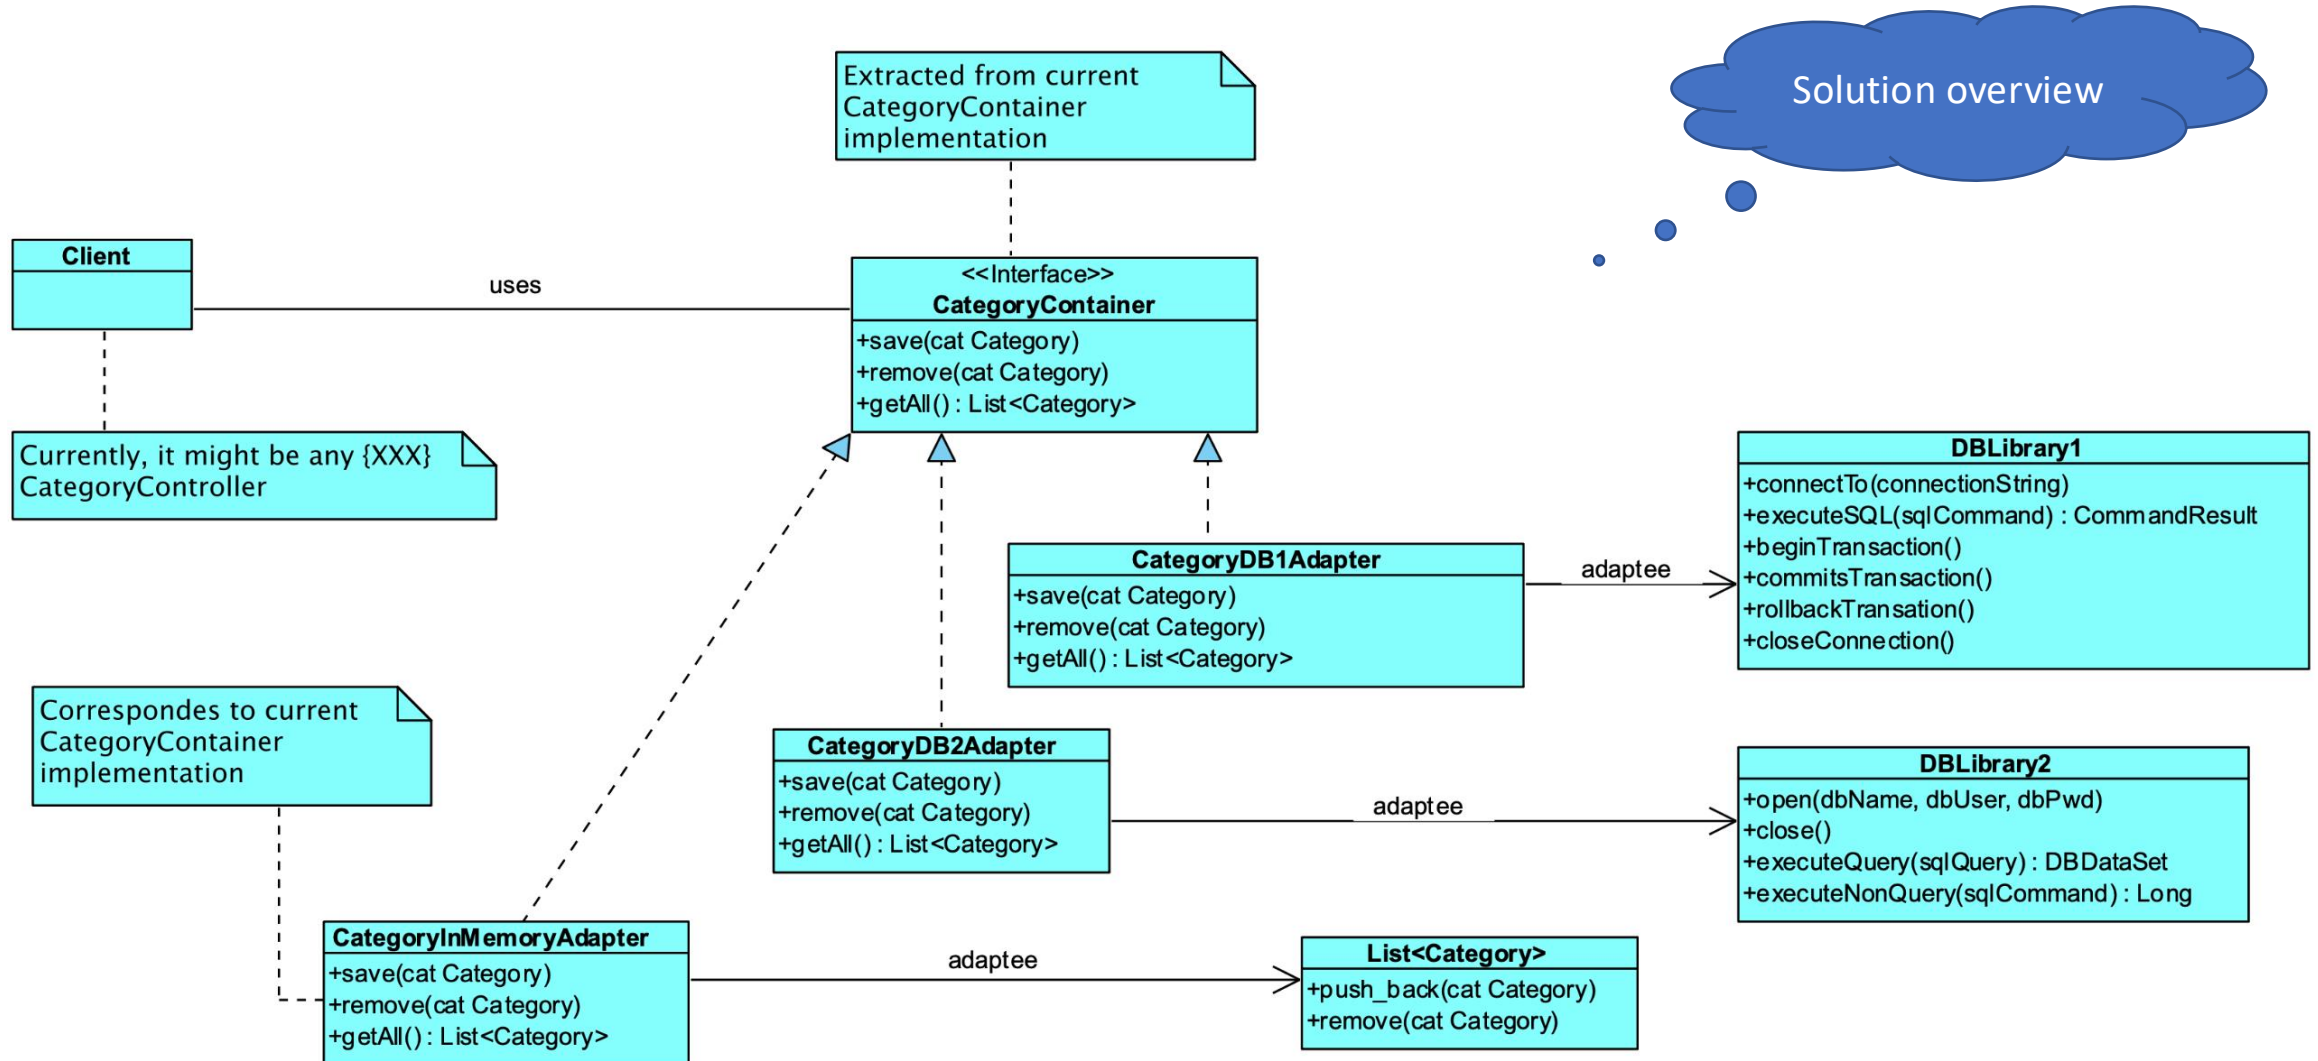 Solution overview
Extracted from current
CategoryContainer
implementation
Client
uses
<<Interface>>
CategoryContainer
+save(cat Category)
+remove(cat Category)
+getAll() : List<Category>
Currently, it might be any {XXX}
CategoryController
DBLibrary1
+connectTo(connectionString)
+executeSQL(sqlCommand) : CommandResult
+beginTransaction()
+commitsTransaction()
+rollbackTransation()
+closeConnection()
CategoryDB1Adapter
+save(cat Category)
+remove(cat Category)
+getAll() : List<Category>
adaptee
Correspondes to current
CategoryContainer
implementation
CategoryDB2Adapter
+save(cat Category)
+remove(cat Category)
+getAll() : List<Category>
adaptee
DBLibrary2
+open(dbName, dbUser, dbPwd)
+close()
+executeQuery(sqlQuery) : DBDataSet
+executeNonQuery(sqlCommand) : Long
CategoryInMemoryAdapter
+save(cat Category)
+remove(cat Category)
+getAll() : List<Category>
adaptee
List<Category>
+push_back(cat Category)
+remove(cat Category)